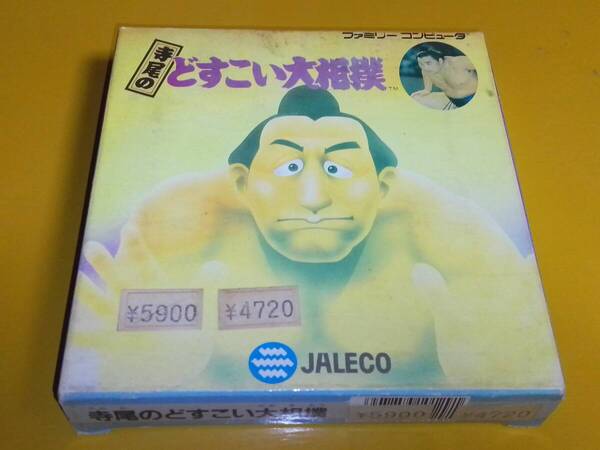 ファミリー コンピュータ
寺尾の
どすこい大相撲
TM
¥5900
¥4720
JALECO
寺尾のどすこい大相撲
¥5900
¥4720